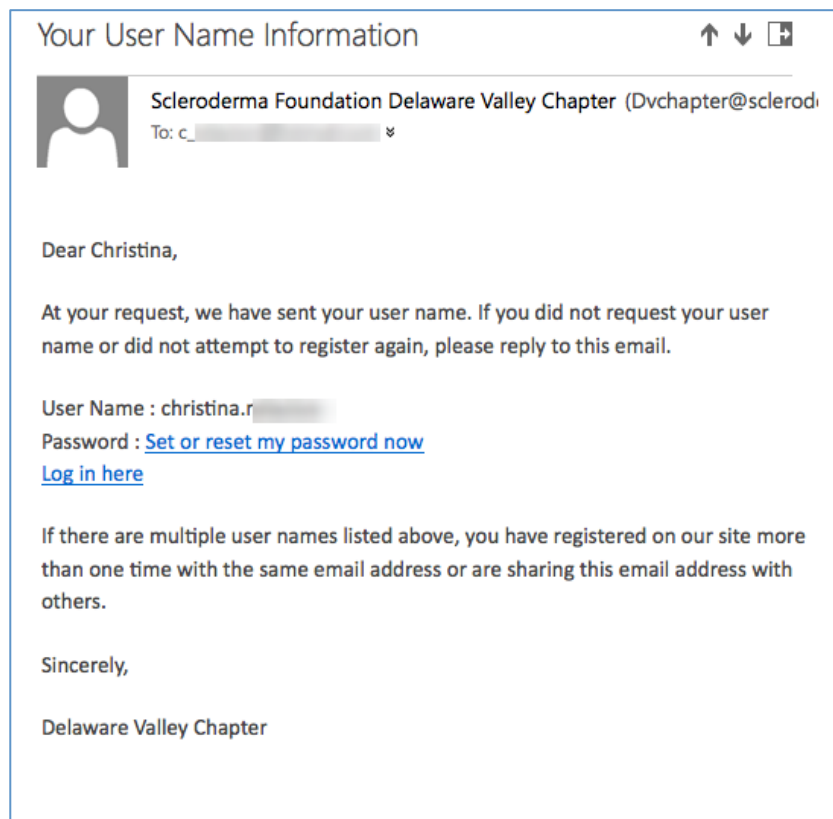 Your User Name Information
Scleroderma Foundation Delaware Valley Chapter (Dvchapter@sclerod
To: c_
Dear Christina,
At your request, we have sent your user name. If you did not request your user
name or did not attempt to register again, please reply to this email.
User Name : christina.r
Password : Set or reset my password now
Log in here
If there are multiple user names listed above, you have registered on our site more
than one time with the same email address or are sharing this email address with
others.
Sincerely,
Delaware Valley Chapter